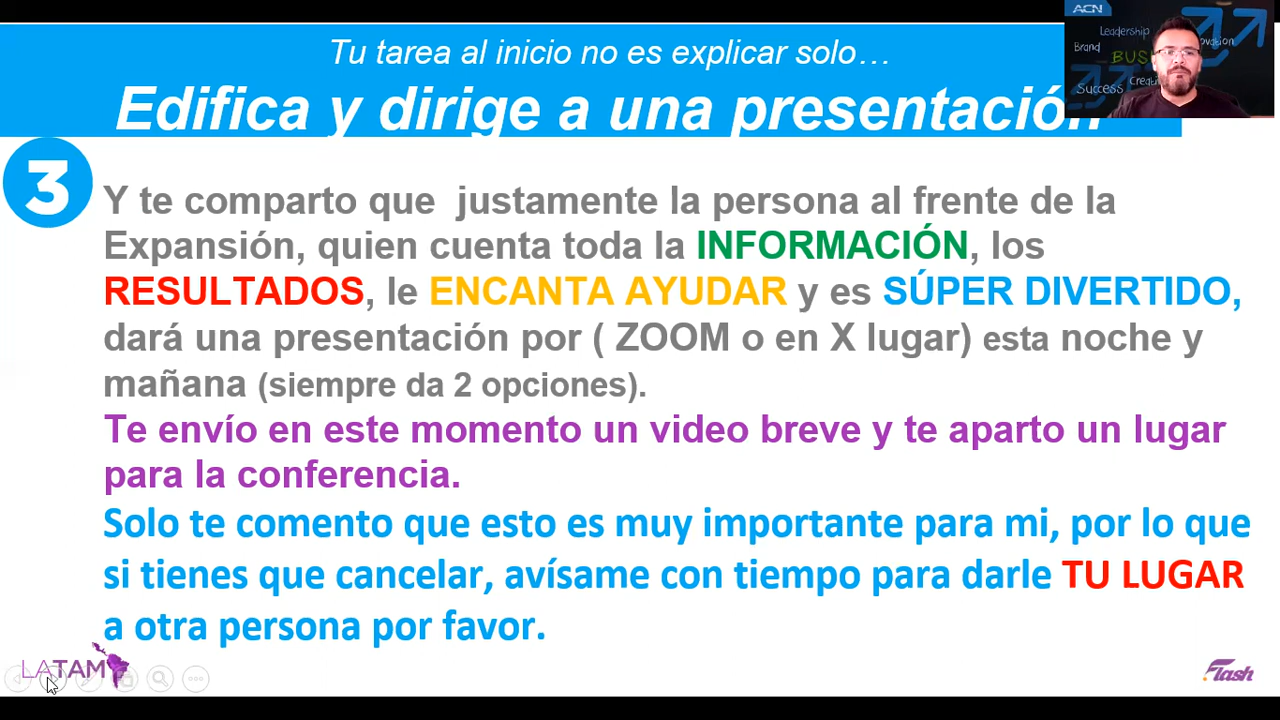 Tu tarea al inicio no es explicar solo…
Edifica y dirige a una presentación
3
Y te comparto que justamente la persona al frente de la
Expansión, quien cuenta toda la INFORMACIÓN, los
RESULTADOS, le ENCANTA AYUDAR y es SÚPER DIVERTIDO,
dará una presentación por ( ZOOM o en X lugar) esta noche y
mañana (siempre da 2 opciones).
Te envío en este momento un video breve y te aparto un lugar
para la conferencia.
Solo te comento que esto es muy importante para mi, por lo que
si tienes que cancelar, avísame con tiempo para darle TU LUGAR
a otra persona por favor.
LATAM
Flash
ACN
Leadership
Brand
Success